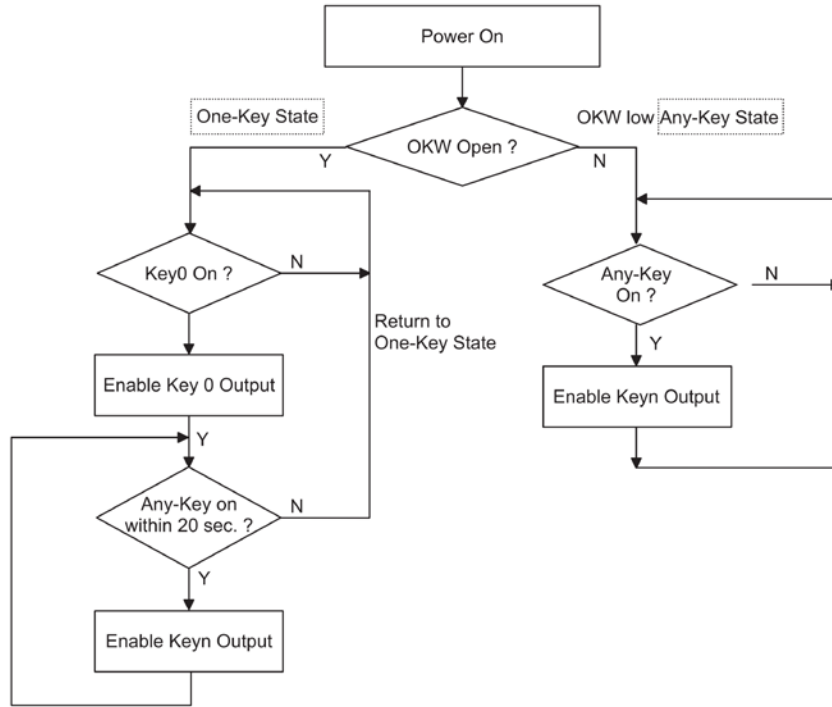 Power On
One-Key State
OKW low Any-Key State
OKW Open ?
Y
N
Key0 On ?
N
Any-Key
On ?
N
Return to
One-Key State
Y
Enable Key 0 Output
Enable Keyn Output
Y
Any-Key on
within 20 sec. ?
N
Y
Enable Keyn Output